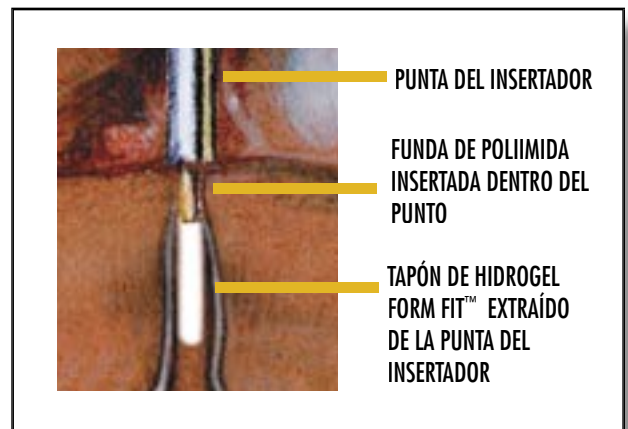 PUNTA DEL INSERTADOR
FUNDA DE POLIIMIDA
INSERTADA DENTRO DEL
PUNTO
TAPÓN DE HIDROGEL
FORM FIT™ EXTRAÍDO
DE LA PUNTA DEL
INSERTADOR